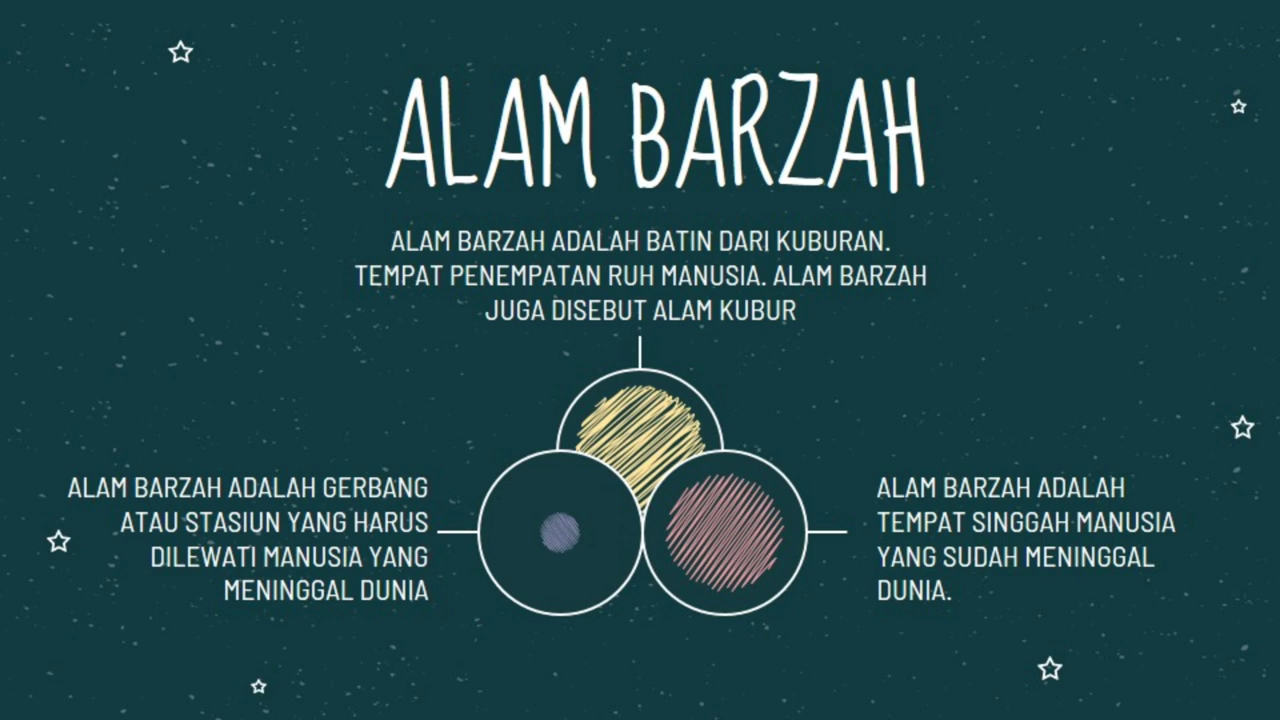 ALAM BARZAH
ALAM BARZAH ADALAH BATIN DARI KUBURAN.
TEMPAT PENEMPATAN RUH MANUSIA. ALAM BARZAH
JUGA DISEBUT ALAM KUBUR
ALAM BARZAH ADALAH GERBANG
ATAU STASIUN YANG HARUS
DILEWATI MANUSIA YANG
MENINGGAL DUNIA
ALAM BARZAH ADALAH
TEMPAT SINGGAH MANUSIA
YANG SUDAH MENINGGAL
DUNIA.